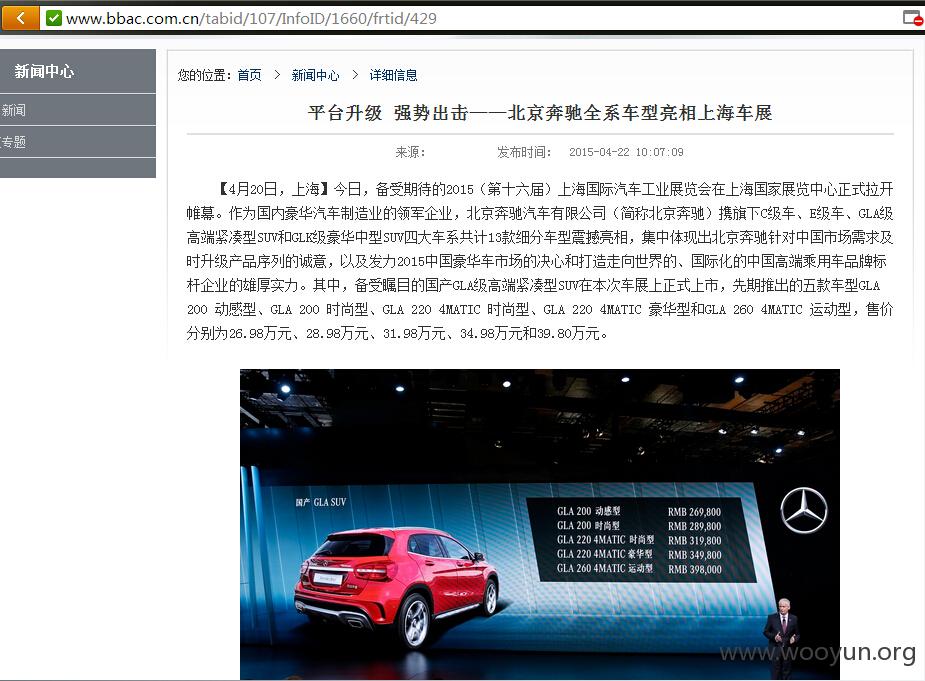 www.bbac.com.cn/tabid/107/InfoID/1660/frtid/429
新闻中心
新闻
专题
您的位置：首页 > 新闻中心 > 详细信息
平台升级 强势出击——北京奔驰全系车型亮相上海车展
来源： 发布时间： 2015-04-22 10:07:09
【4月20日，上海】今日，备受期待的2015（第十六届）上海国际汽车工业展览会在上海国家展览中心正式拉开
帷幕。作为国内豪华汽车制造业的领军企业，北京奔驰汽车有限公司（简称北京奔驰）携旗下C级车、E级车、GLA级
高端紧凑型SUV和GLK级豪华中型SUV四大车系共计13款细分车型震撼亮相，集中体现出北京奔驰针对中国市场需求及
时升级产品序列的诚意，以及发力2015中国豪华车市场的决心和打造走向世界的、国际化的中国高端乘用车品牌标
杆企业的雄厚实力。其中，备受瞩目的国产GLA级高端紧凑型SUV在本次车展上正式上市，先期推出的五款车型GLA
200 动感型、GLA 200 时尚型、GLA 220 4MATIC 时尚型、GLA 220 4MATIC 豪华型和GLA 260 4MATIC 运动型，售价
分别为26.98万元、28.98万元、31.98万元、34.98万元和39.80万元。
国产 GLA SUV
GLA 200 动感型 RMB 269,800
GLA 200 时尚型 RMB 289,800
GLA 220 4MATIC 时尚型 RMB 319,800
GLA 220 4MATIC 豪华型 RMB 349,800
GLA 260 4MATIC 运动型 RMB 398,000
www.wooyun.org